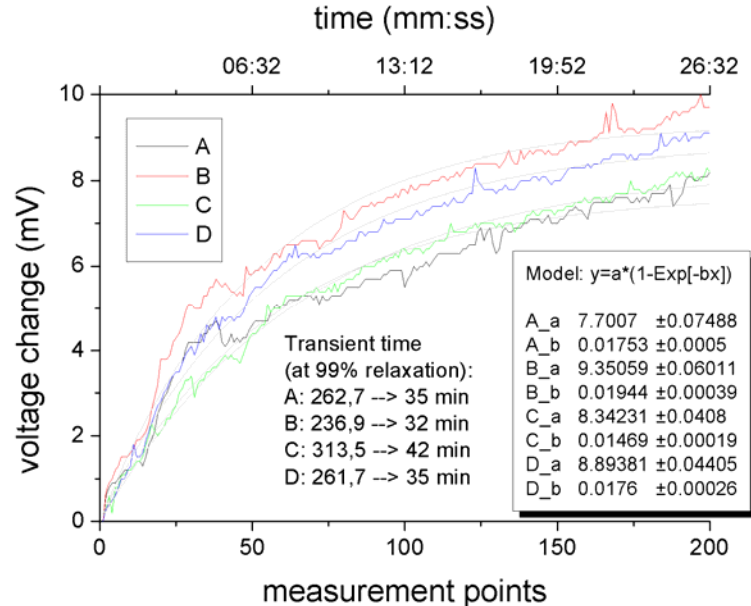 time (mm:ss)
06:32 13:12 19:52 26:32
10
8
6
4
2
0
voltage change (mV)
A
B
C
D
Transient time
(at 99% relaxation):
A: 262,7 --> 35 min
B: 236,9 --> 32 min
C: 313,5 --> 42 min
D: 261,7 --> 35 min
Model: y=a*(1-Exp[-bx])
A_a 7.7007 ±0.07488
A_b 0.01753 ±0.0005
B_a 9.35059 ±0.06011
B_b 0.01944 ±0.00039
C_a 8.34231 ±0.0408
C_b 0.01469 ±0.00019
D_a 8.89381 ±0.04405
D_b 0.0176 ±0.00026
0 50 100 150 200
measurement points